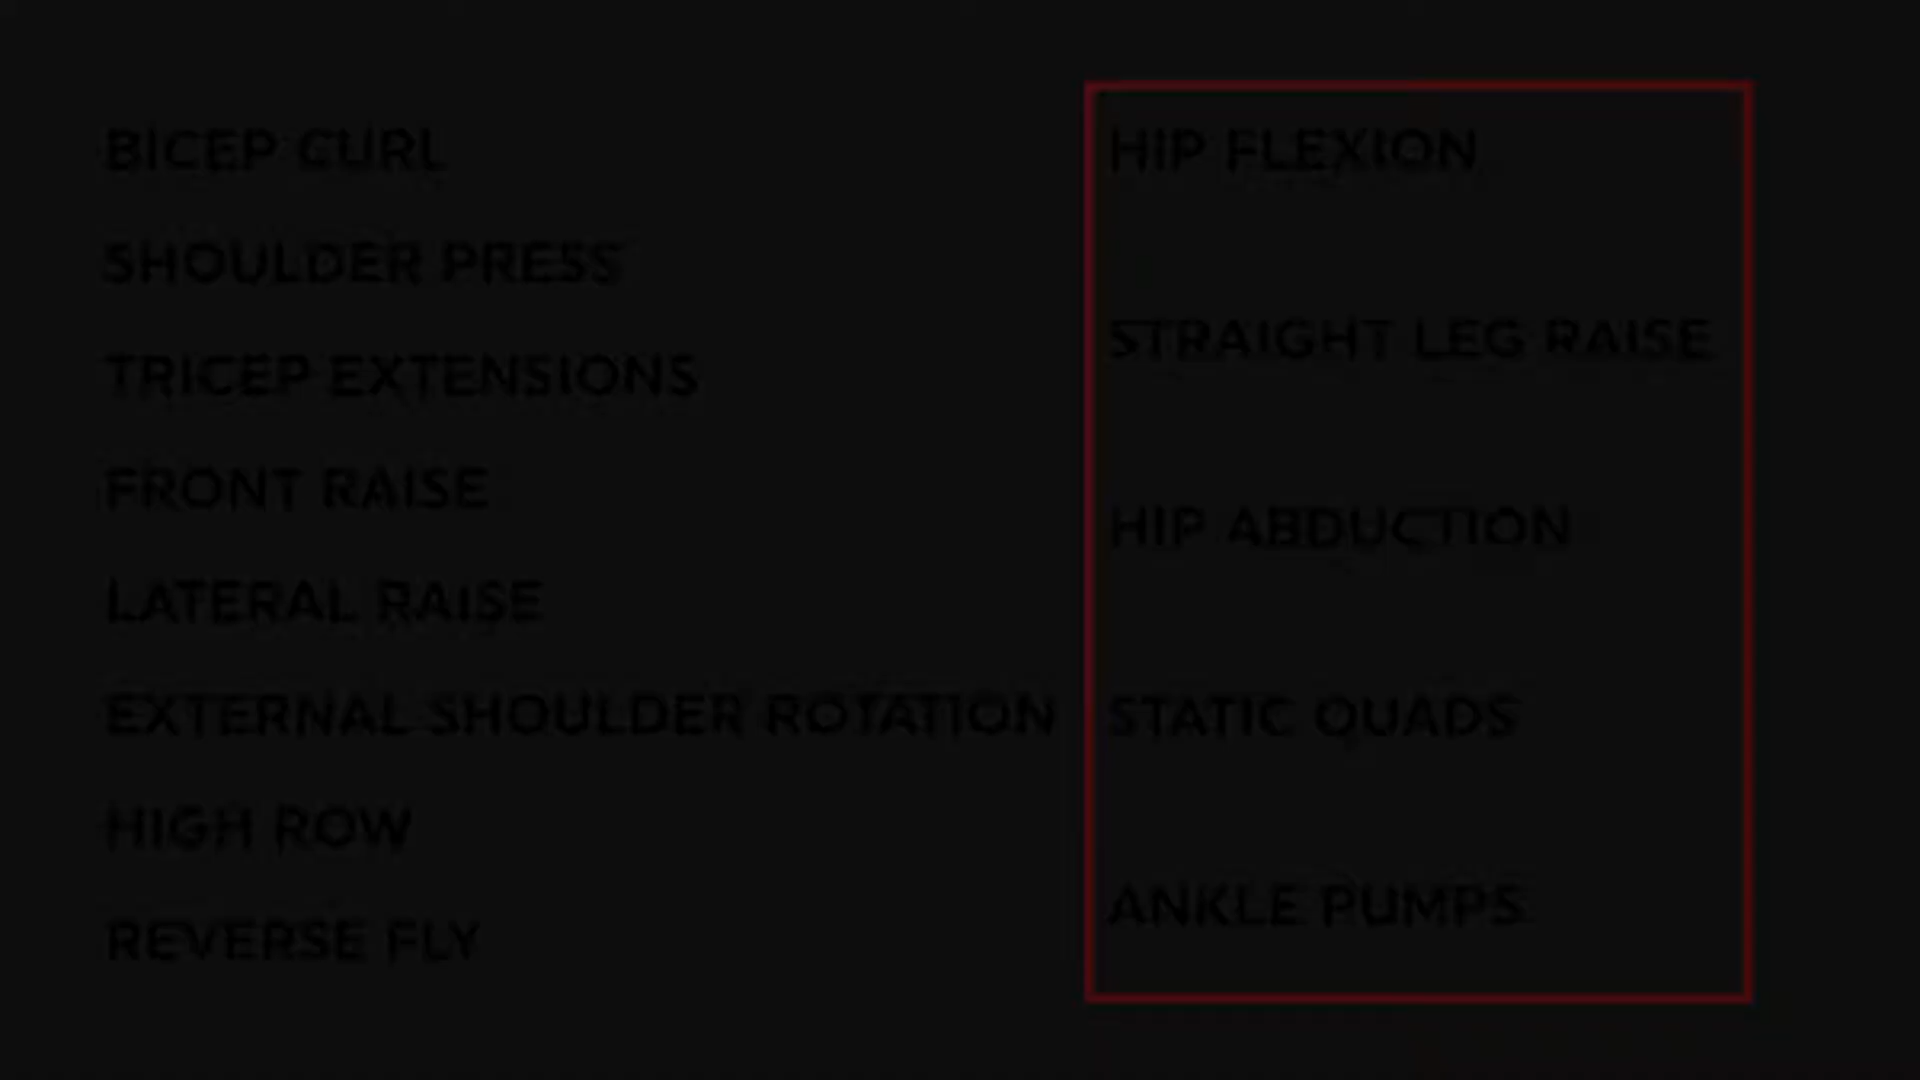 BICEP CURL
SHOULDER PRESS
TRICEP EXTENSIONS
FRONT RAISE
LATERAL RAISE
EXTERNAL SHOULDER ROTATION
HIGH ROW
REVERSE FLY
HIP FLEXION
STRAIGHT LEG RAISE
HIP ABDUCTION
STATIC QUADS
ANKLE PUMPS